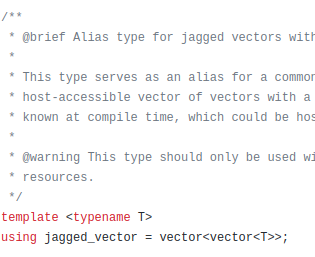 /**
 * @brief Alias type for jagged vectors with
 *
 * This type serves as an alias for a common
 * host-accessible vector of vectors with a
 * known at compile time, which could be hos
 *
 * @warning This type should only be used wi
 * resources.
 */
template <typename T>
using jagged_vector = vector<vector<T>>;